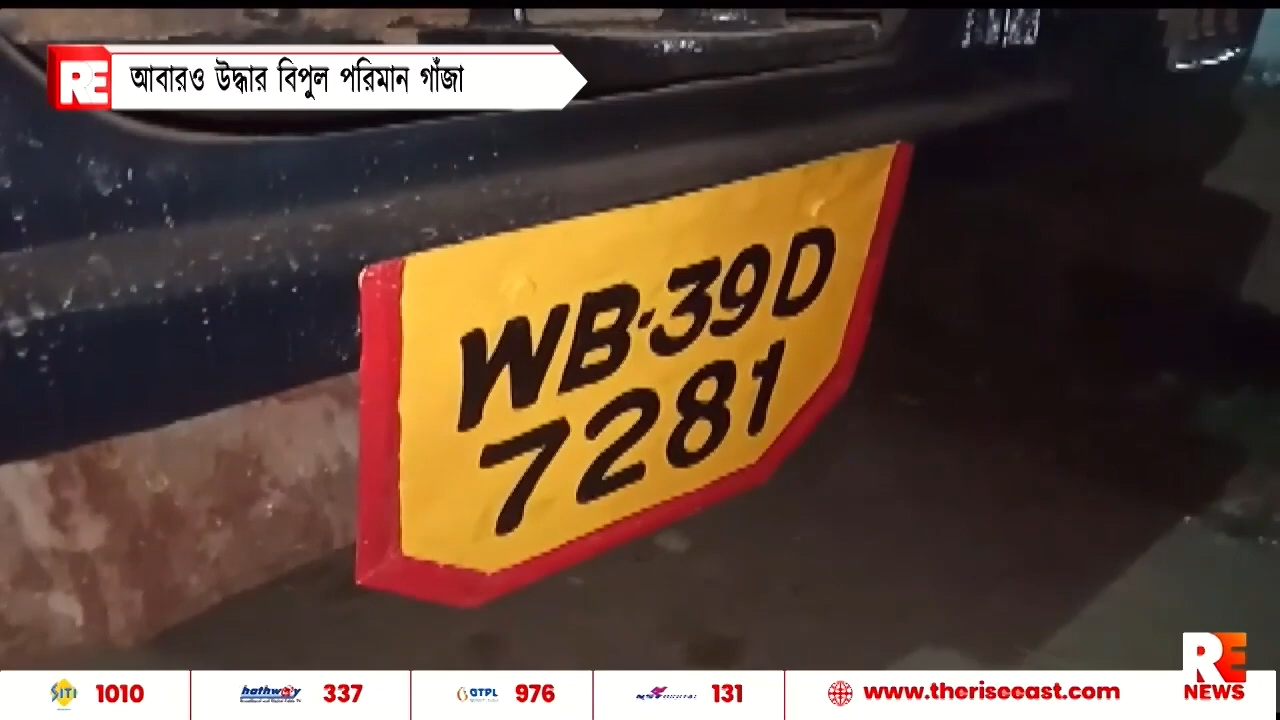 RE আবারও উদ্ধার বিপুল পরিমান গাঁজা
WB-39D
7281
RE
NEWS
SITI 1010 hathway 337 GTPL 976 131 www.theriseeast.com